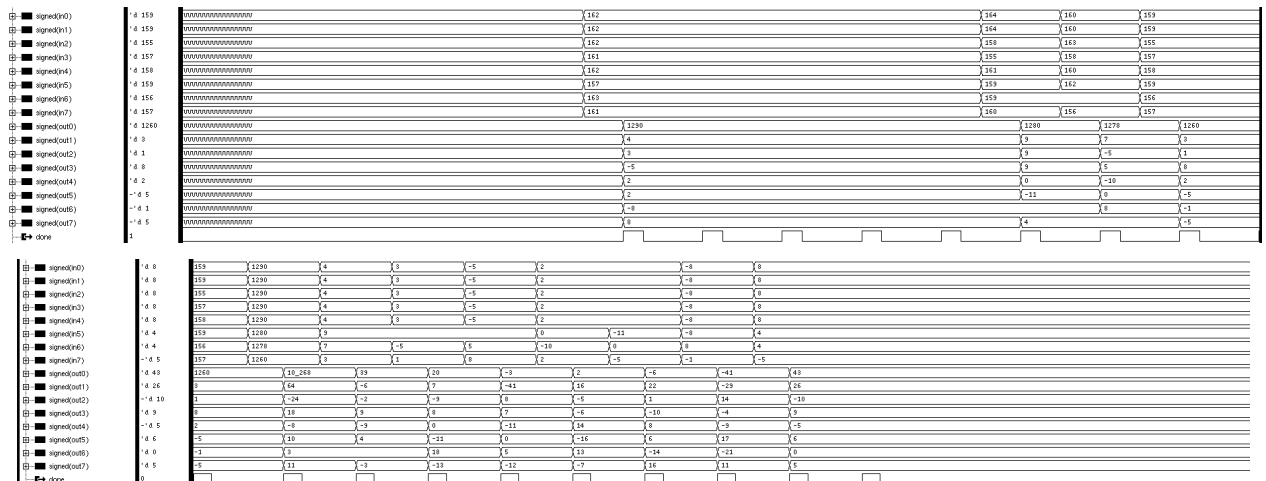 signed(in0) 'd 159 162 164 160 159
signed(in1) 'd 159 162 164 160 159
signed(in2) 'd 155 162 158 163 155
signed(in3) 'd 157 161 155 158 157
signed(in4) 'd 158 162 161 160 158
signed(in5) 'd 159 157 159 162 159
signed(in6) 'd 156 163 159 156
signed(in7) 'd 157 161 160 156 157
signed(out0) 'd 1260 1290 1280 1278 1260
signed(out1) 'd 3 4 9 7 3
signed(out2) 'd 1 3 9 -5 1
signed(out3) 'd 8 -5 9 5 8
signed(out4) 'd 2 2 0 -10 2
signed(out5) -'d 5 2 -11 0 -5
signed(out6) -'d 1 -8 8 -1
signed(out7) -'d 5 8 4 -5
done 1
signed(in0) 'd 8 159 1290 4 3 -5 2 -8 8
signed(in1) 'd 8 159 1290 4 3 -5 2 -8 8
signed(in2) 'd 8 155 1290 4 3 -5 2 -8 8
signed(in3) 'd 8 157 1290 4 3 -5 2 -8 8
signed(in4) 'd 8 158 1290 4 3 -5 2 -8 8
signed(in5) 'd 4 159 1280 9 0 -11 -8 4
signed(in6) 'd 4 156 1278 7 -5 5 -10 0 8 4
signed(in7) -'d 5 157 1260 3 1 8 2 -5 -1 -5
signed(out0) 'd 43 1260 10_268 39 20 -3 2 -6 -41 43
signed(out1) 'd 26 3 64 -6 7 -41 16 22 -29 26
signed(out2) -'d 10 1 -24 -2 -9 8 -5 1 14 -10
signed(out3) 'd 9 8 18 9 8 7 -6 -10 -4 9
signed(out4) -'d 5 2 -8 -9 0 -11 14 8 -9 -5
signed(out5) 'd 6 -5 10 4 -11 0 -16 6 17 6
signed(out6) 'd 0 -1 3 18 5 13 -14 -21 0
signed(out7) 'd 5 -5 11 -3 -13 -12 -7 16 11 5
done 0